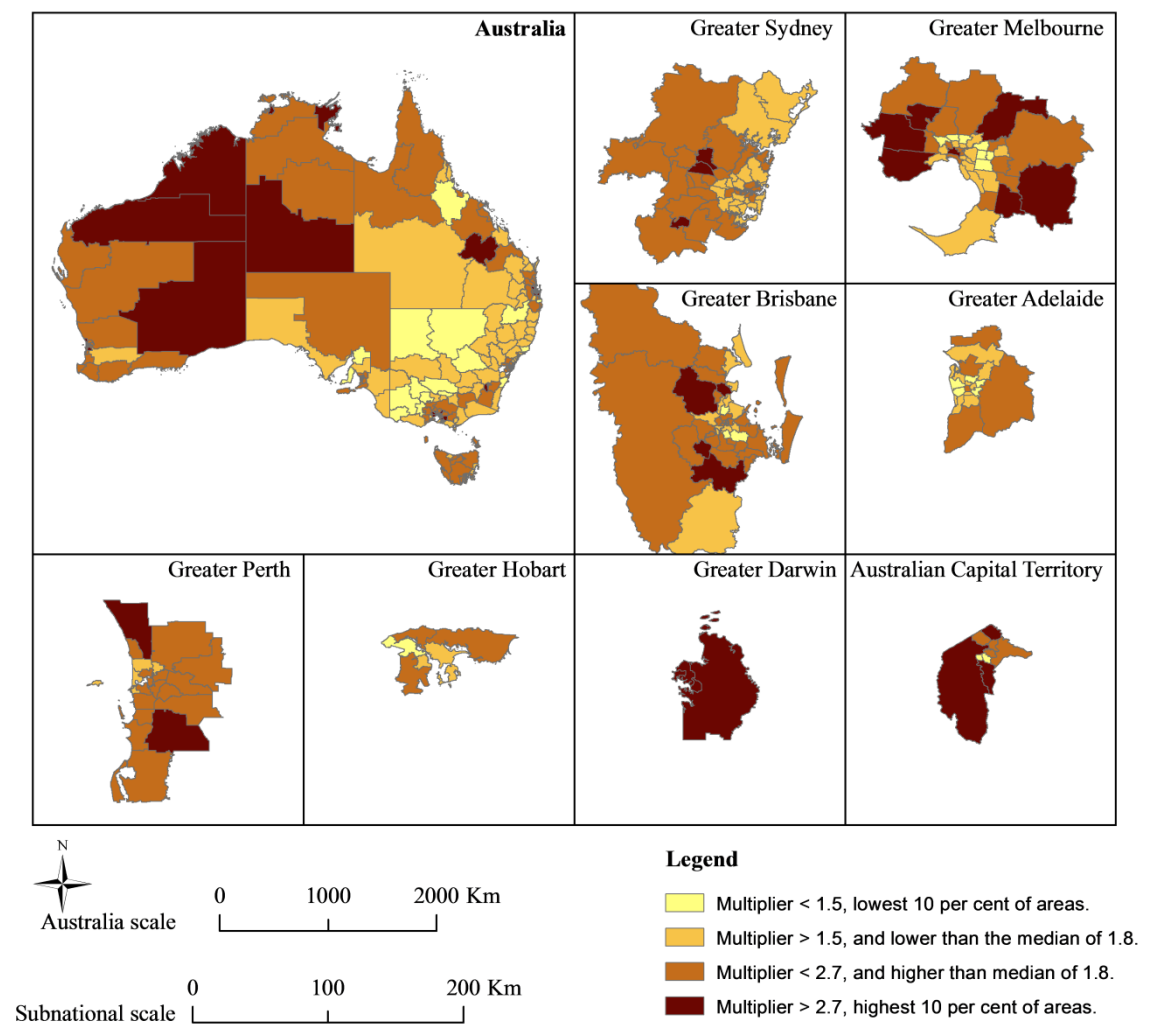 Australia
Greater Sydney
Greater Melbourne
Greater Brisbane
Greater Adelaide
Greater Perth
Greater Hobart
Greater Darwin
Australian Capital Territory
N
0 1000 2000 Km
Australia scale
0 100 200 Km
Subnational scale
Legend
Multiplier < 1.5, lowest 10 per cent of areas.
Multiplier > 1.5, and lower than the median of 1.8.
Multiplier < 2.7, and higher than median of 1.8.
Multiplier > 2.7, highest 10 per cent of areas.